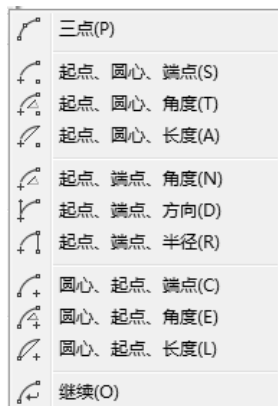 三点(P)
起点、圆心、端点(S)
起点、圆心、角度(T)
起点、圆心、长度(A)
起点、端点、角度(N)
起点、端点、方向(D)
起点、端点、半径(R)
圆心、起点、端点(C)
圆心、起点、角度(E)
圆心、起点、长度(L)
继续(O)